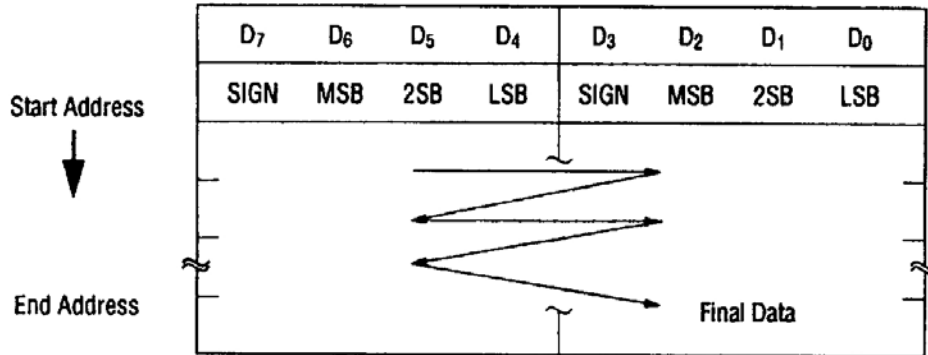 D₇ D₆ D₅ D₄ D₃ D₂ D₁ D₀
SIGN MSB 2SB LSB SIGN MSB 2SB LSB
Start Address
End Address
Final Data